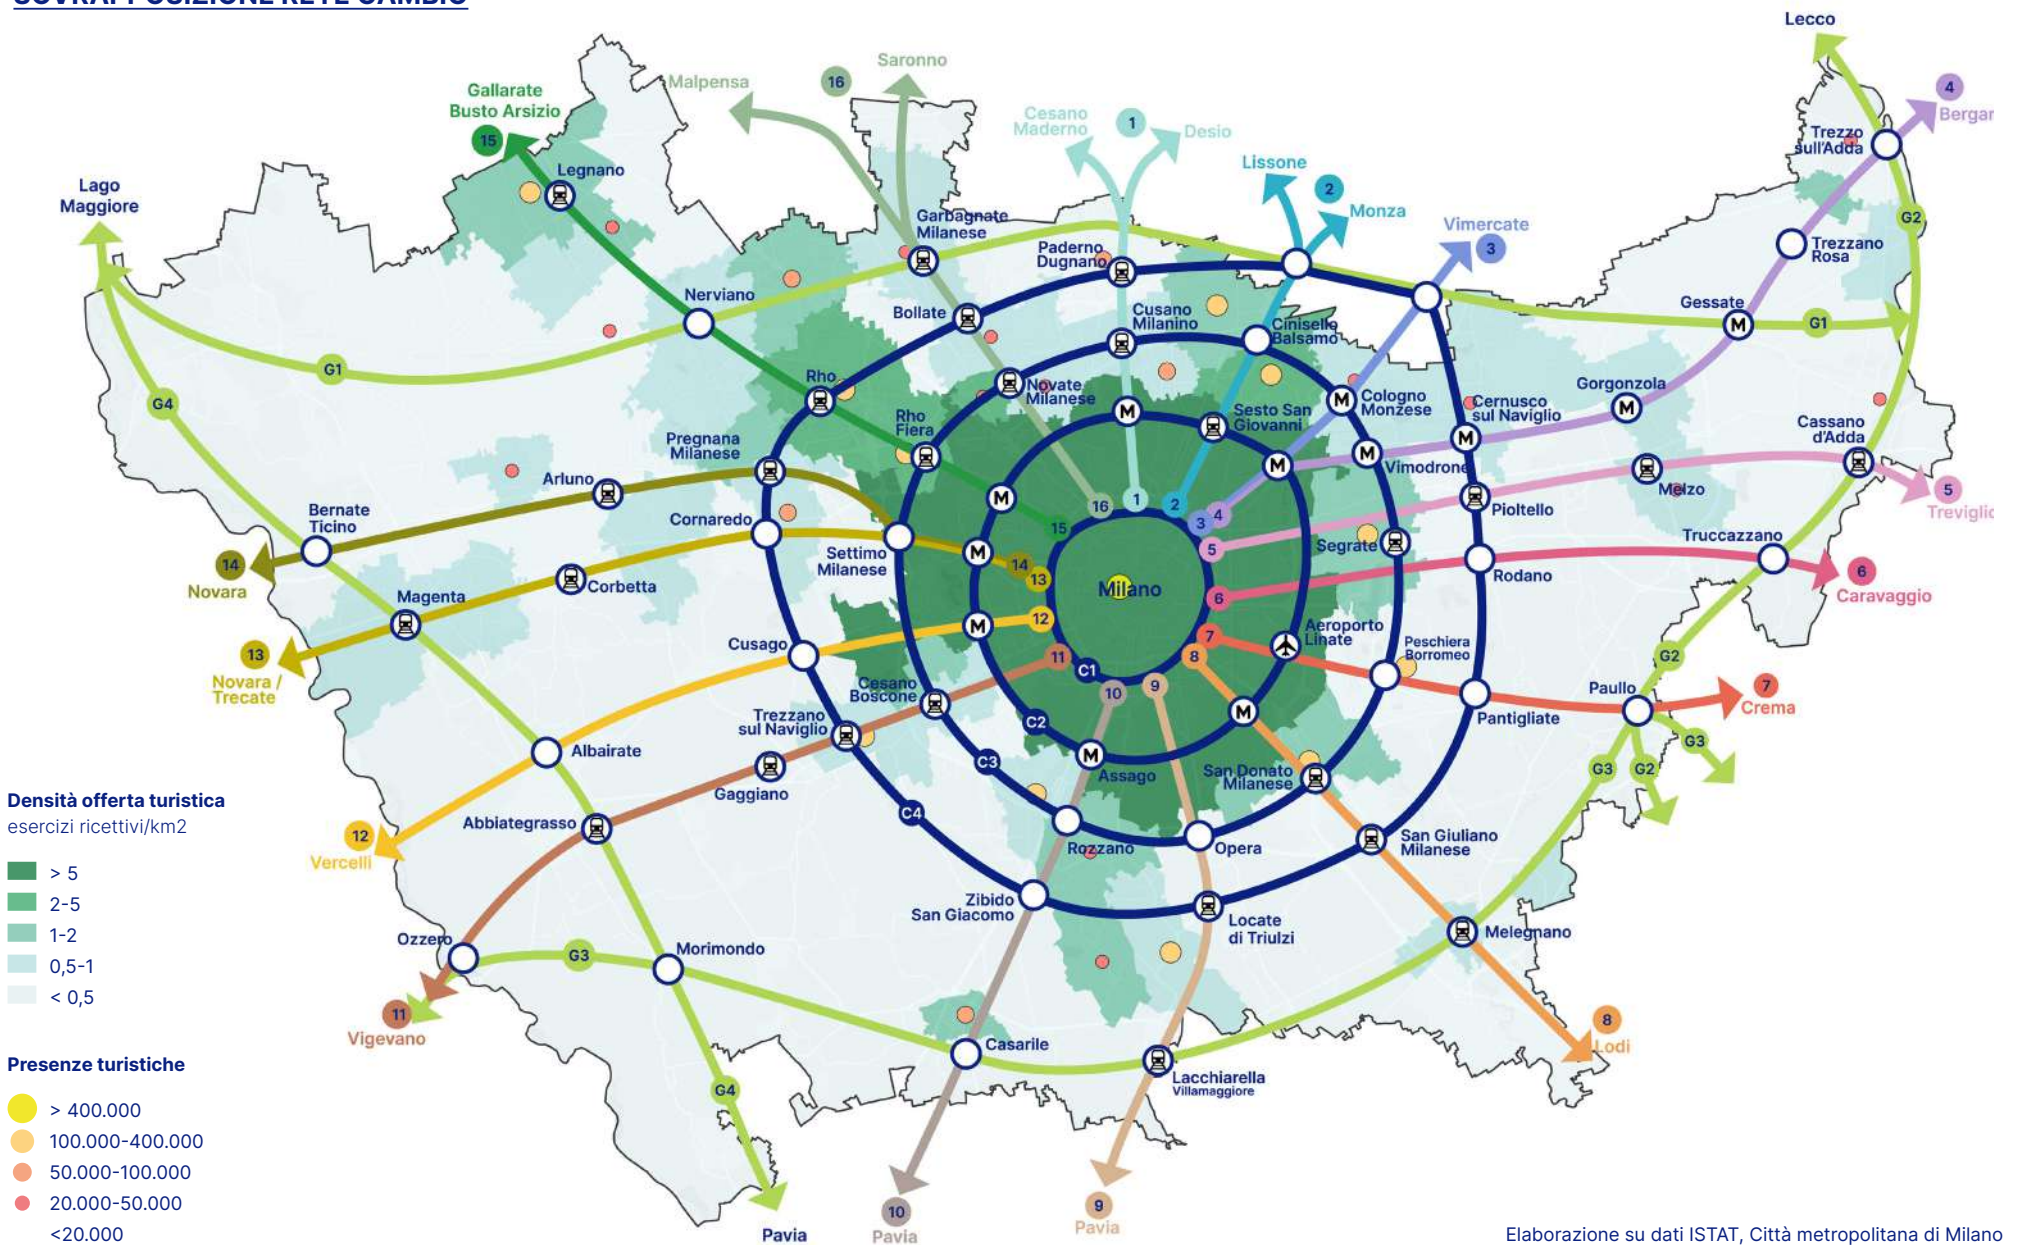 SOVRAPPOSIZIONE RETE CAMBIO
Lecco
Saronno
16
Malpensa
Gallarate
Busto Arsizio
15
4
Bergar
Cesano
Maderno
1
Desio
Trezzo
sull'Adda
Legnano
Lissone
2
Monza
Lago
Maggiore
Garbagnate
Milanese
Vimercate
3
G2
Paderno
Dugnano
Trezzano
Rosa
Nerviano
Bollate
Cusano
Milanino
Cinisello
Balsamo
Gessate
M
G1
G1
Rho
Novate
Milanese
Gorgonzola
M
Cologno
Monzese
M
Cernusco
sul Naviglio
M
G4
Rho
Fiera
M
Sesto San
Giovanni
Cassano
d'Adda
Pregnana
Milanese
M
M
Vimodrone
Arluno
Melzo
5
Treviglio
M
Pioltello
Bernate
Ticino
Cornaredo
16
1
2
3
4
5
15
Segrate
Truccazzano
Settimo
Milanese
M
14
13
Rodano
14
Novara
Corbetta
Milano
6
6
Caravaggio
Magenta
12
M
7
Aeroporto
Linate
Peschiera
Borromeo
13
Novara /
Trecate
Cusago
11
C1
8
G2
Cesano
Boscone
10
9
Paullo
7
Crema
Trezzano
sul Naviglio
C2
M
Pantigliate
Albairate
G3
M
Assago
C3
San Donato
Milanese
G3
G2
Gaggiano
Densità offerta turistica
esercizi ricettivi/km2
C4
Abbiategrasso
12
Vercelli
San Giuliano
Milanese
Rozzano
Opera
> 5
2-5
1-2
0,5-1
< 0,5
Zibido
San Giacomo
Locate
di Triulzi
Melegnano
Ozzero
G3
Morimondo
11
Vigevano
8
Lodi
Casarile
Presenze turistiche
Lacchiarella
Villamaggiore
G4
> 400.000
100.000-400.000
50.000-100.000
20.000-50.000
<20.000
10
Pavia
9
Pavia
Pavia
Elaborazione su dati ISTAT, Città metropolitana di Milano